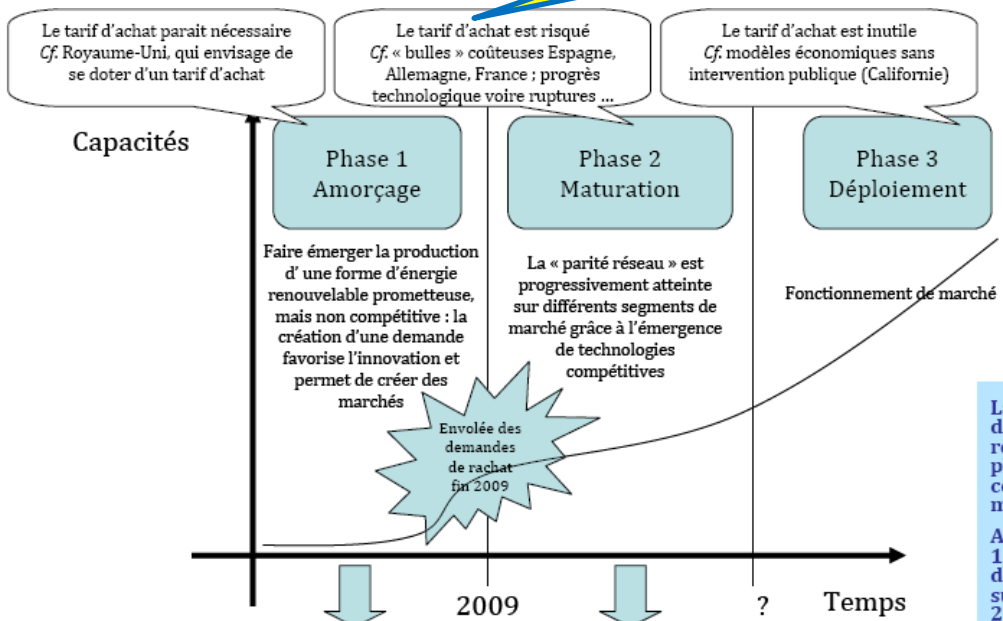 Le tarif d'achat parait nécessaire
Cf. Royaume-Uni, qui envisage de
se doter d'un tarif d'achat
Le tarif d'achat est risqué
Cf. « bulles » coûteuses Espagne,
Allemagne, France ; progrès
technologique voire ruptures ...
Le tarif d'achat est inutile
Cf. modèles économiques sans
intervention publique (Californie)
Capacités
Phase 1
Amorçage
Phase 2
Maturation
Phase 3
Déploiement
Faire émerger la production
d' une forme d'énergie
renouvelable prometteuse,
mais non compétitive : la
création d'une demande
favorise l'innovation et
permet de créer des
marchés
La « parité réseau » est
progressivement atteinte
sur différents segments de
marché grâce à l'émergence
de technologies
compétitives
Fonctionnement de marché
Envolée des
demandes
de rachat
fin 2009
2009
?
Temps